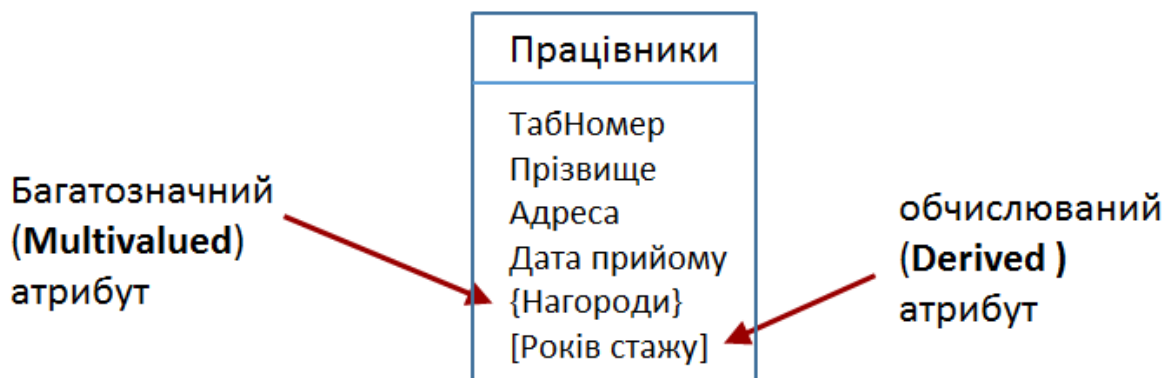 Працівники
ТабНомер
Прізвище
Адреса
Дата прийому
{Нагороди}
[Років стажу]
Багатозначний
(Multivalued)
атрибут
обчислюваний
(Derived )
атрибут